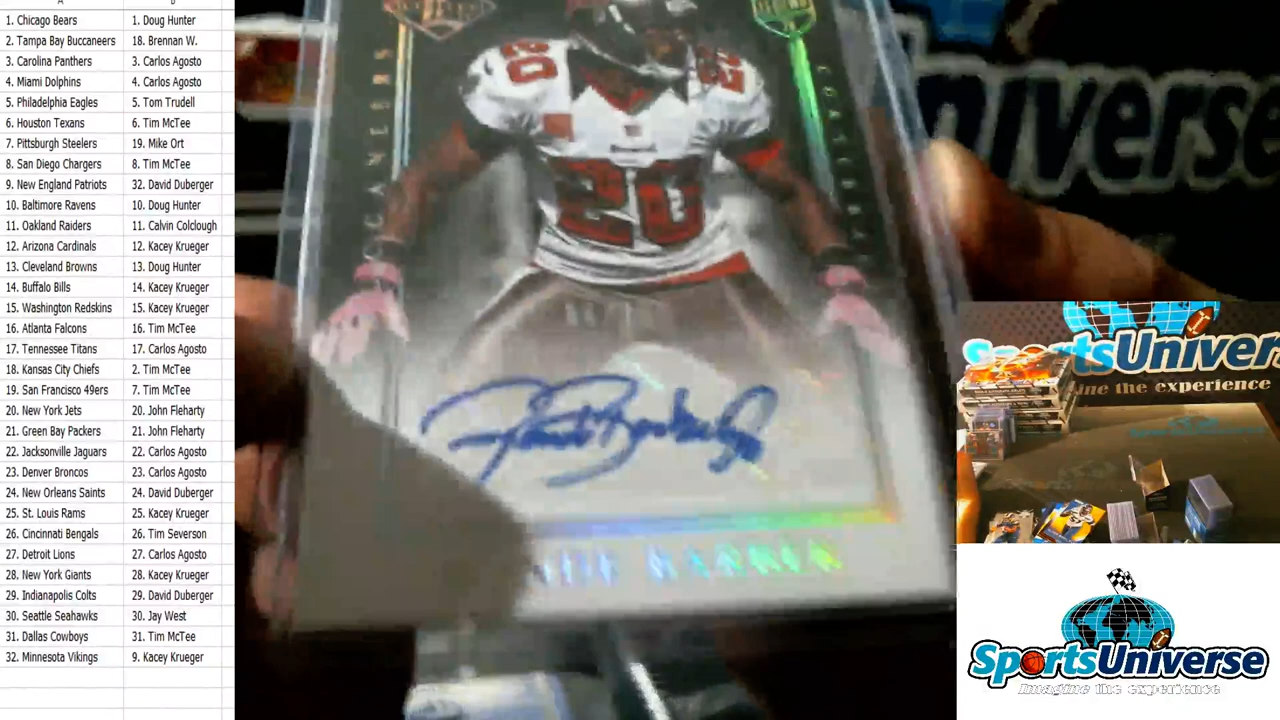 A B
1. Chicago Bears 1. Doug Hunter
2. Tampa Bay Buccaneers 18. Brennan W.
3. Carolina Panthers 3. Carlos Agosto
4. Miami Dolphins 4. Carlos Agosto
5. Philadelphia Eagles 5. Tom Trudell
6. Houston Texans 6. Tim McTee
7. Pittsburgh Steelers 19. Mike Ort
8. San Diego Chargers 8. Tim McTee
9. New England Patriots 32. David Duberger
10. Baltimore Ravens 10. Doug Hunter
11. Oakland Raiders 11. Calvin Colclough
12. Arizona Cardinals 12. Kacey Krueger
13. Cleveland Browns 13. Doug Hunter
14. Buffalo Bills 14. Kacey Krueger
15. Washington Redskins 15. Kacey Krueger
16. Atlanta Falcons 16. Tim McTee
17. Tennessee Titans 17. Carlos Agosto
18. Kansas City Chiefs 2. Tim McTee
19. San Francisco 49ers 7. Tim McTee
20. New York Jets 20. John Fleharty
21. Green Bay Packers 21. John Fleharty
22. Jacksonville Jaguars 22. Carlos Agosto
23. Denver Broncos 23. Carlos Agosto
24. New Orleans Saints 24. David Duberger
25. St. Louis Rams 25. Kacey Krueger
26. Cincinnati Bengals 26. Tim Severson
27. Detroit Lions 27. Carlos Agosto
28. New York Giants 28. Kacey Krueger
29. Indianapolis Colts 29. David Duberger
30. Seattle Seahawks 30. Jay West
31. Dallas Cowboys 31. Tim McTee
32. Minnesota Vikings 9. Kacey Krueger
20
20
niverse
BARBER
rtsUniver
ine the experience
SportsUniverse
Imagine the experience